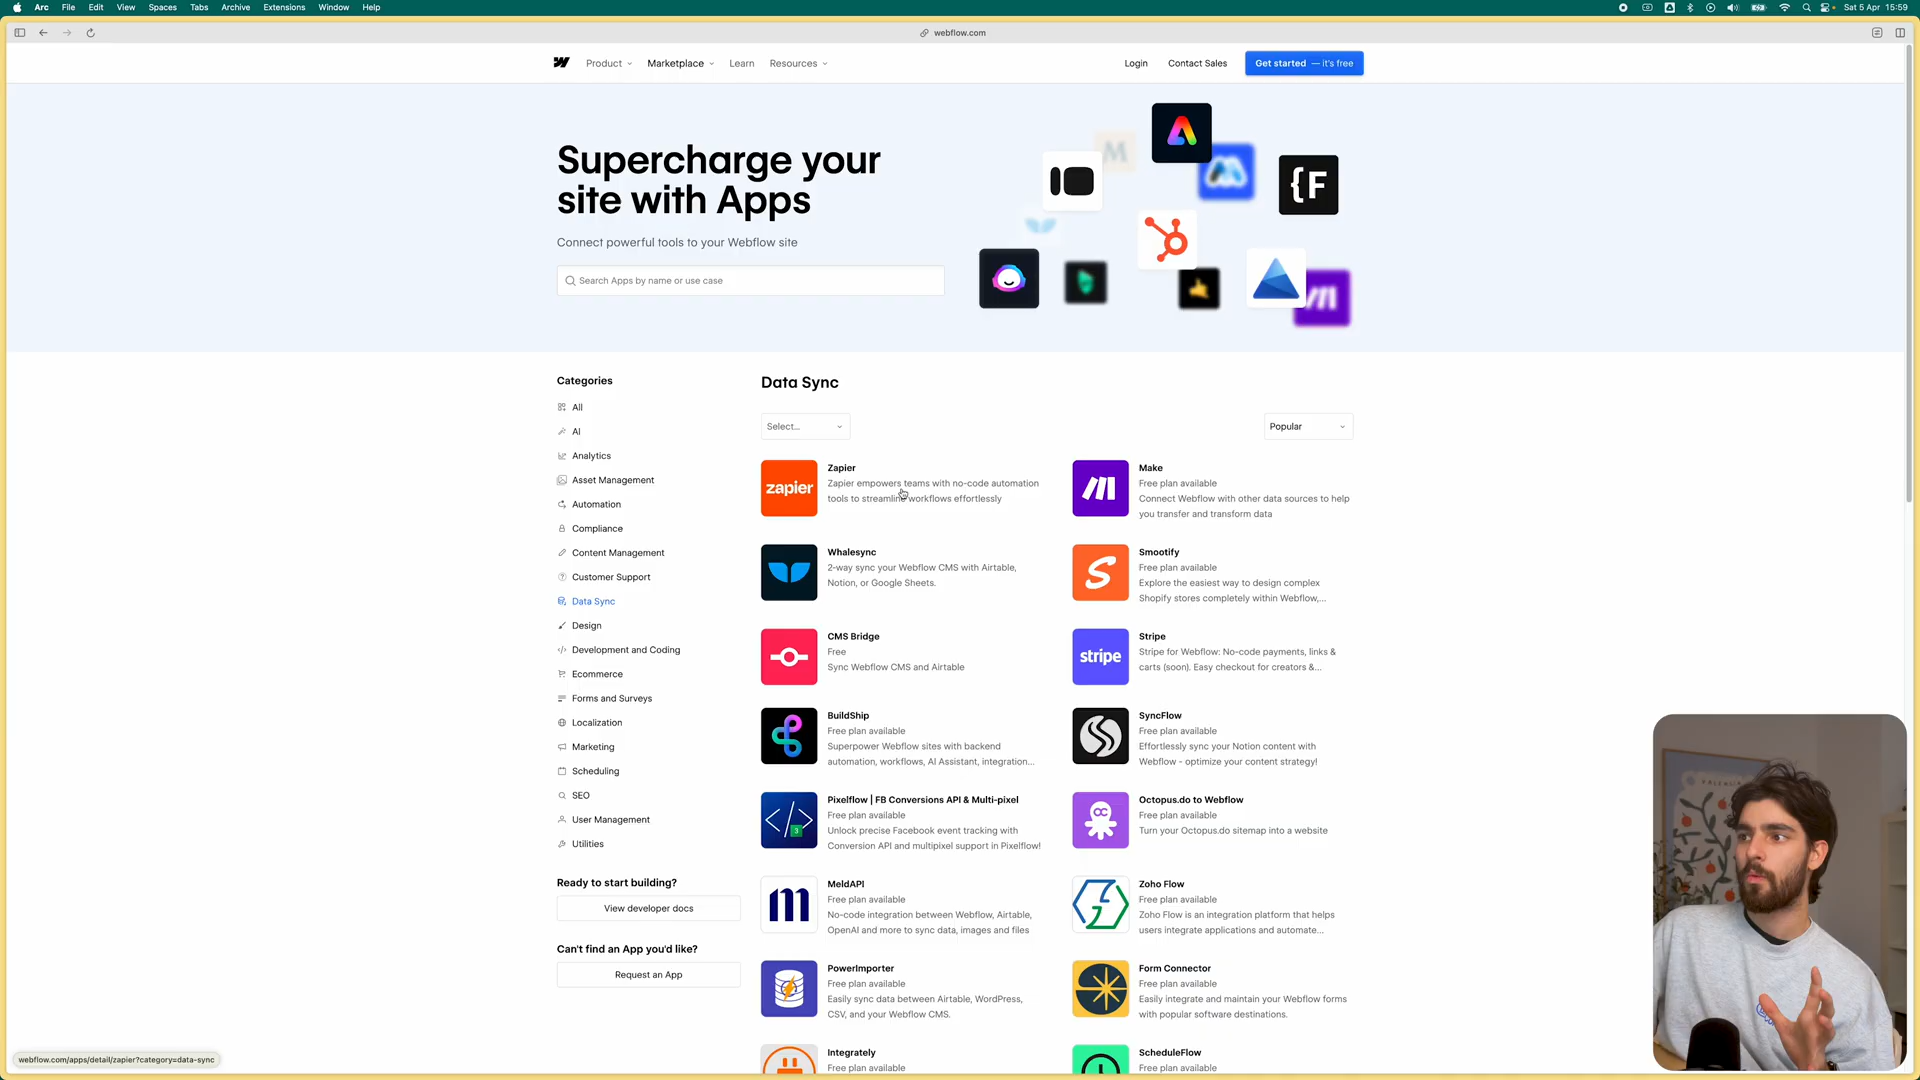 Arc File Edit View Spaces Tabs Archive Extensions Window Help
Sat 5 Apr 15:59
webflow.com
Product Marketplace Learn Resources
Login Contact Sales Get started — it's free
Supercharge your
site with Apps
Connect powerful tools to your Webflow site
Search Apps by name or use case
{F
Categories
All
AI
Analytics
Asset Management
Automation
Compliance
Content Management
Customer Support
Data Sync
Design
Development and Coding
Ecommerce
Forms and Surveys
Localization
Marketing
Scheduling
SEO
User Management
Utilities
Ready to start building?
View developer docs
Can't find an App you'd like?
Request an App
Data Sync
Select...
Popular
zapier
Zapier
Zapier empowers teams with no-code automation
tools to streamline workflows effortlessly
Make
Free plan available
Connect Webflow with other data sources to help
you transfer and transform data
Whalesync
2-way sync your Webflow CMS with Airtable,
Notion, or Google Sheets.
Smootify
Free plan available
Explore the easiest way to design complex
Shopify stores completely within Webflow,...
CMS Bridge
Free
Sync Webflow CMS and Airtable
stripe
Stripe
Stripe for Webflow: No-code payments, links &
carts (soon). Easy checkout for creators &...
BuildShip
Free plan available
Superpower Webflow sites with backend
automation, workflows, AI Assistant, integration...
SyncFlow
Free plan available
Effortlessly sync your Notion content with
Webflow - optimize your content strategy!
</> 3
Pixelflow | FB Conversions API & Multi-pixel
Free plan available
Unlock precise Facebook event tracking with
Conversion API and multipixel support in Pixelflow!
Octopus.do to Webflow
Free plan available
Turn your Octopus.do sitemap into a website
m
MeldAPI
Free plan available
No-code integration between Webflow, Airtable,
OpenAI and more to sync data, images and files
Zoho Flow
Free plan available
Zoho Flow is an integration platform that helps
users integrate applications and automate...
PowerImporter
Free plan available
Easily sync data between Airtable, WordPress,
CSV, and your Webflow CMS.
Form Connector
Free plan available
Easily integrate and maintain your Webflow forms
with popular software destinations.
Integrately
Free plan available
ScheduleFlow
Free plan available
webflow.com/apps/detail/zapier?category=data-sync